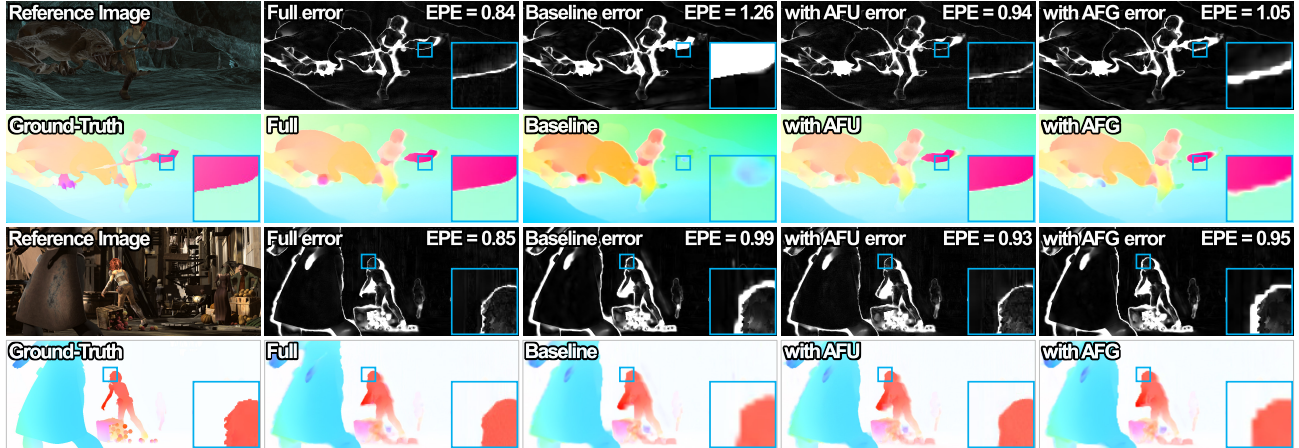 Reference Image
Full error EPE = 0.84
Baseline error EPE = 1.26
with AFU error EPE = 0.94
with AFG error EPE = 1.05
Ground-Truth
Full
Baseline
with AFU
with AFG
Reference Image
Full error EPE = 0.85
Baseline error EPE = 0.99
with AFU error EPE = 0.93
with AFG error EPE = 0.95
Ground-Truth
Full
Baseline
with AFU
with AFG